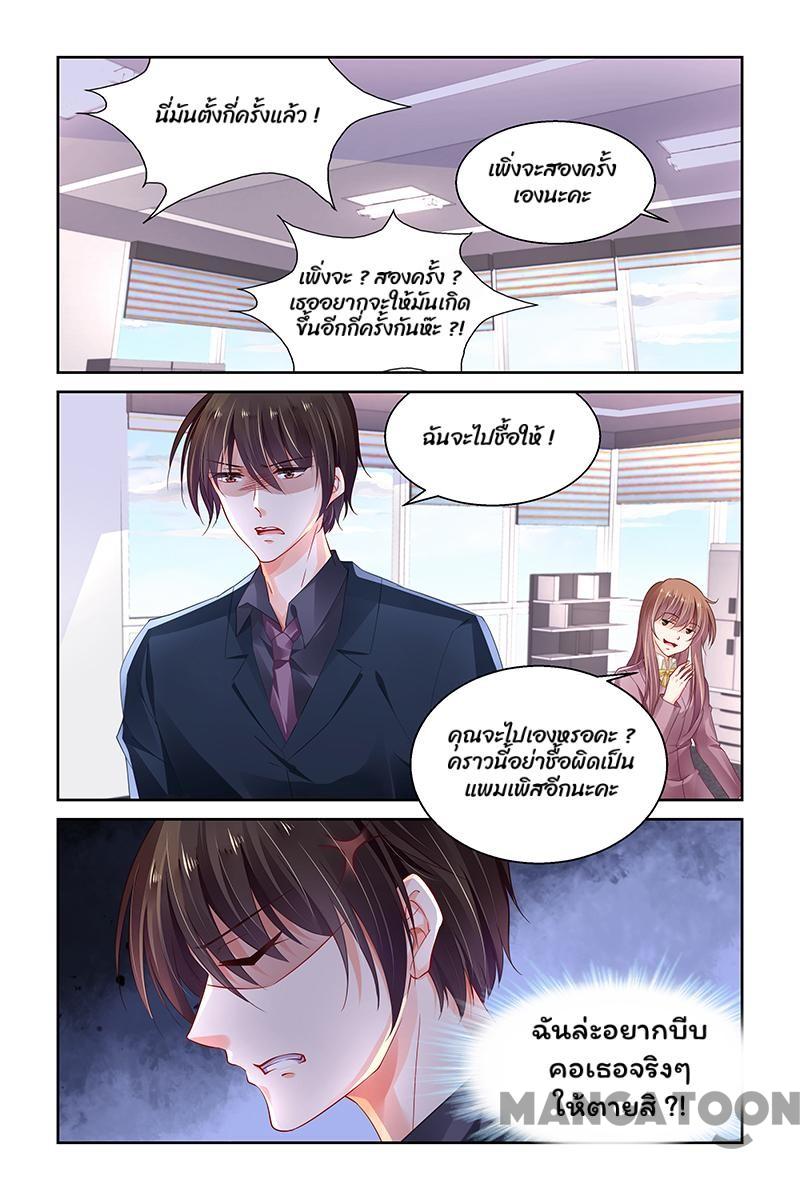 นี่มันตั้งกี่ครั้งแล้ว !
เพิ่งจะสองครั้ง
เองนะคะ
เพิ่งจะ ? สองครั้ง ?
เธออยากจะให้มันเกิด
ขึ้นอีกกี่ครั้งกันห๊ะ ?!
ฉันจะไปซื้อให้ !
คุณจะไปเองหรอคะ ?
คราวนี้อย่าซื้อผิดเป็น
แพมเพิสอีกนะคะ
ฉันล่ะอยากบีบ
คอเธอจริงๆ
ให้ตายสิ ?!
MANGATOON